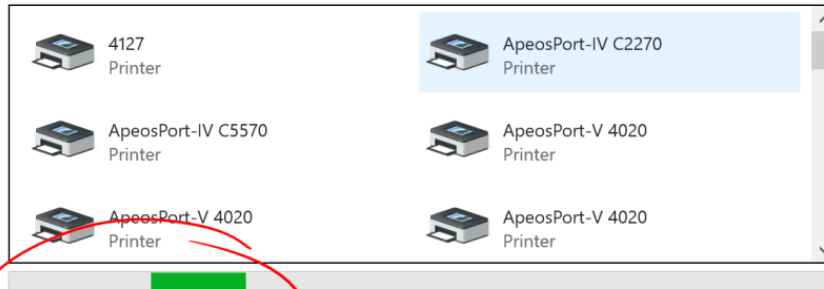 4127
Printer
ApeosPort-IV C2270
Printer
ApeosPort-IV C5570
Printer
ApeosPort-V 4020
Printer
ApeosPort-V 4020
Printer
ApeosPort-V 4020
Printer